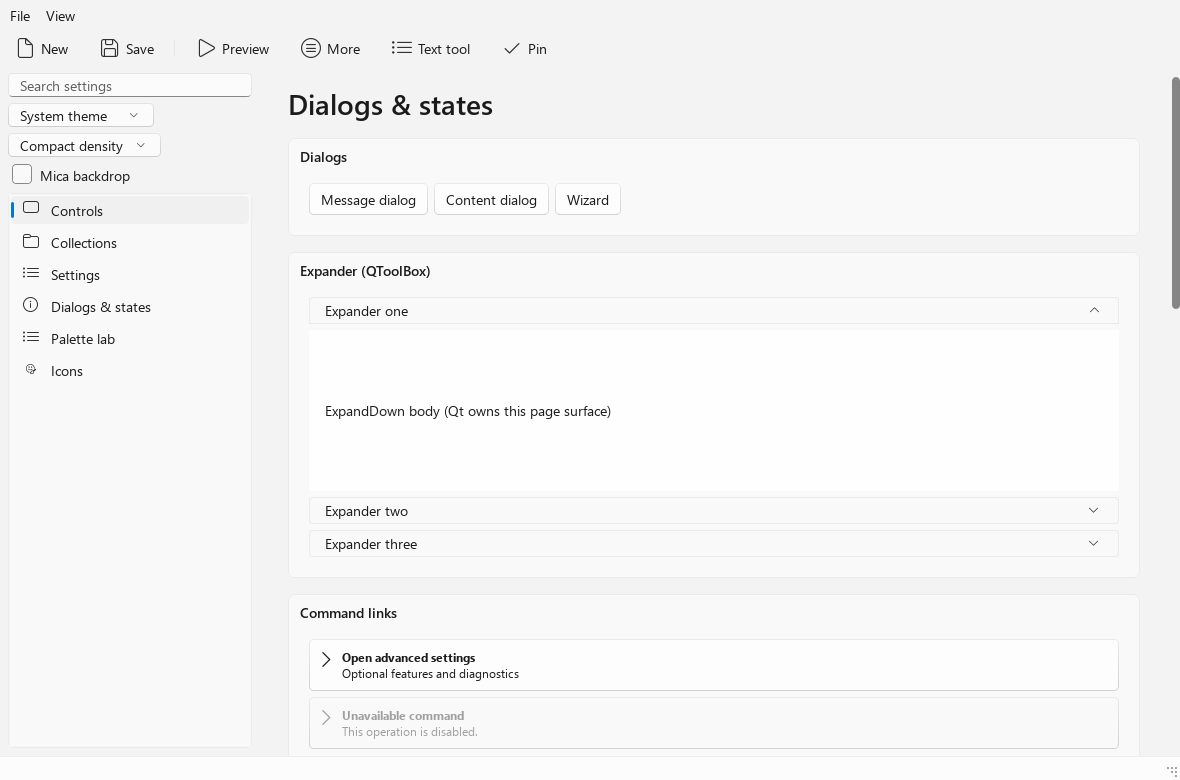 File View
New Save Preview More Text tool Pin
Search settings
System theme
Compact density
Mica backdrop
Controls
Collections
Settings
Dialogs & states
Palette lab
Icons
Dialogs & states
Dialogs
Message dialog Content dialog Wizard
Expander (QToolBox)
Expander one
ExpandDown body (Qt owns this page surface)
Expander two
Expander three
Command links
Open advanced settings
Optional features and diagnostics
Unavailable command
This operation is disabled.